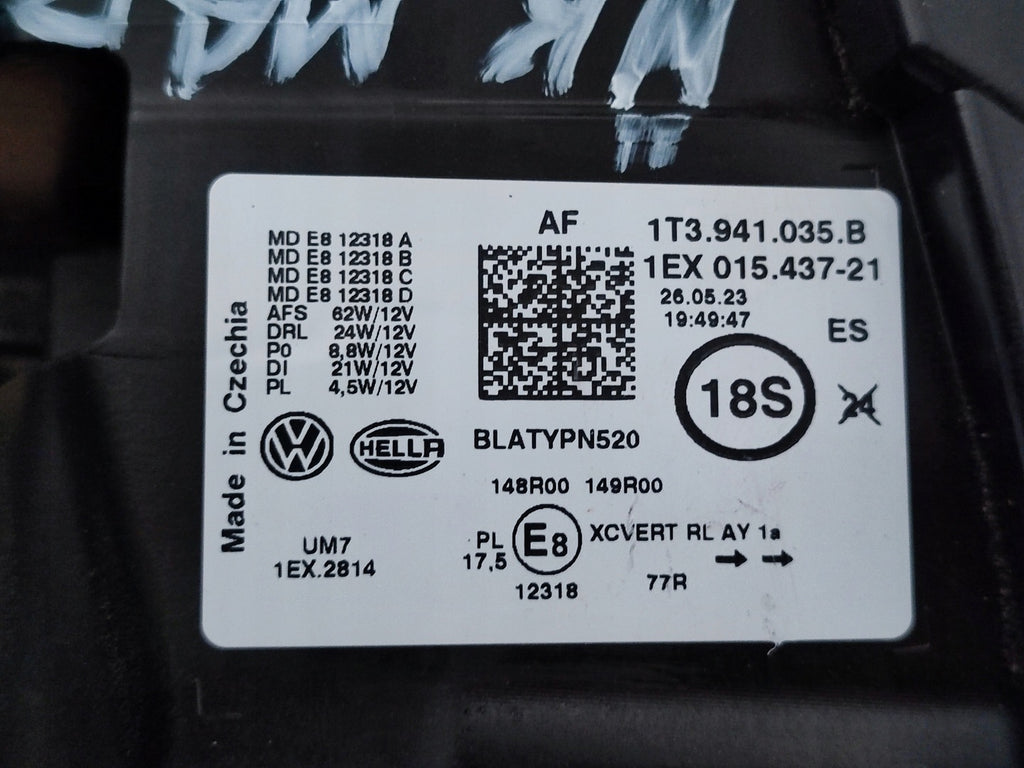 AF
1T3.941.035.B
1EX 015.437-21
26.05.23
19:49:47
ES
18S
24
MD E8 12318 A
MD E8 12318 B
MD E8 12318 C
MD E8 12318 D
AFS 62W/12V
DRL 24W/12V
PO 8,8W/12V
DI 21W/12V
PL 4,5W/12V
Made in Czechia
VW
HELLA
BLATYPN520
148R00 149R00
UM7
1EX.2814
PL
17,5
E8
12318
XCVERT RL AY 1a
77R